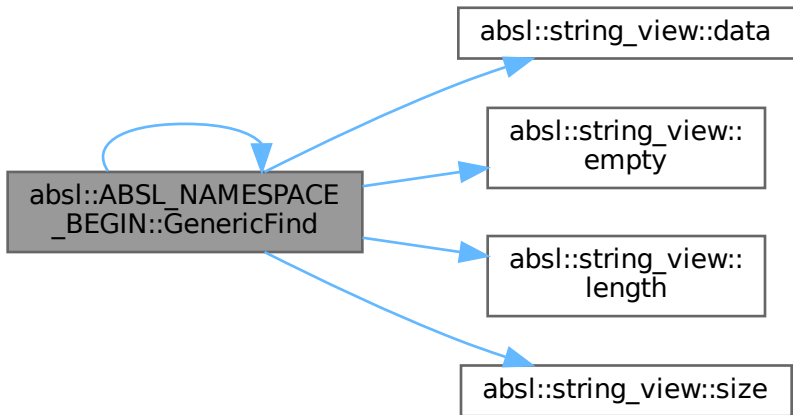 absl::string_view::data
absl::string_view::
empty
absl::ABSL_NAMESPACE
_BEGIN::GenericFind
absl::string_view::
length
absl::string_view::size